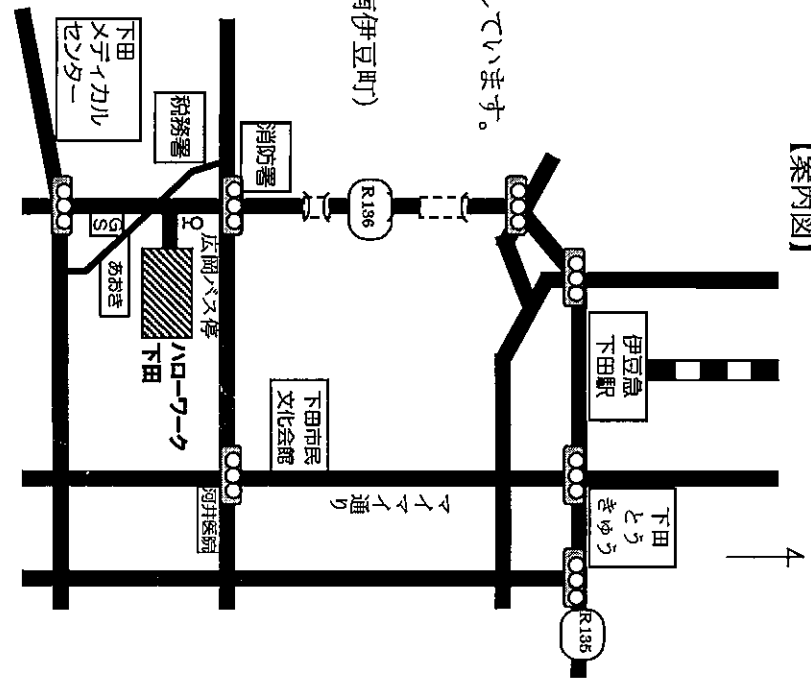 【案内図】
ています。
伊豆町)
下田
メディカル
センター
税務署
消防署
R136
広岡バス停
GS
あおき
ハローワーク
下田
伊豆急
下田駅
下田市民
文化会館
マイマイ通り
河井医院
下田
とう
きゅう
R135